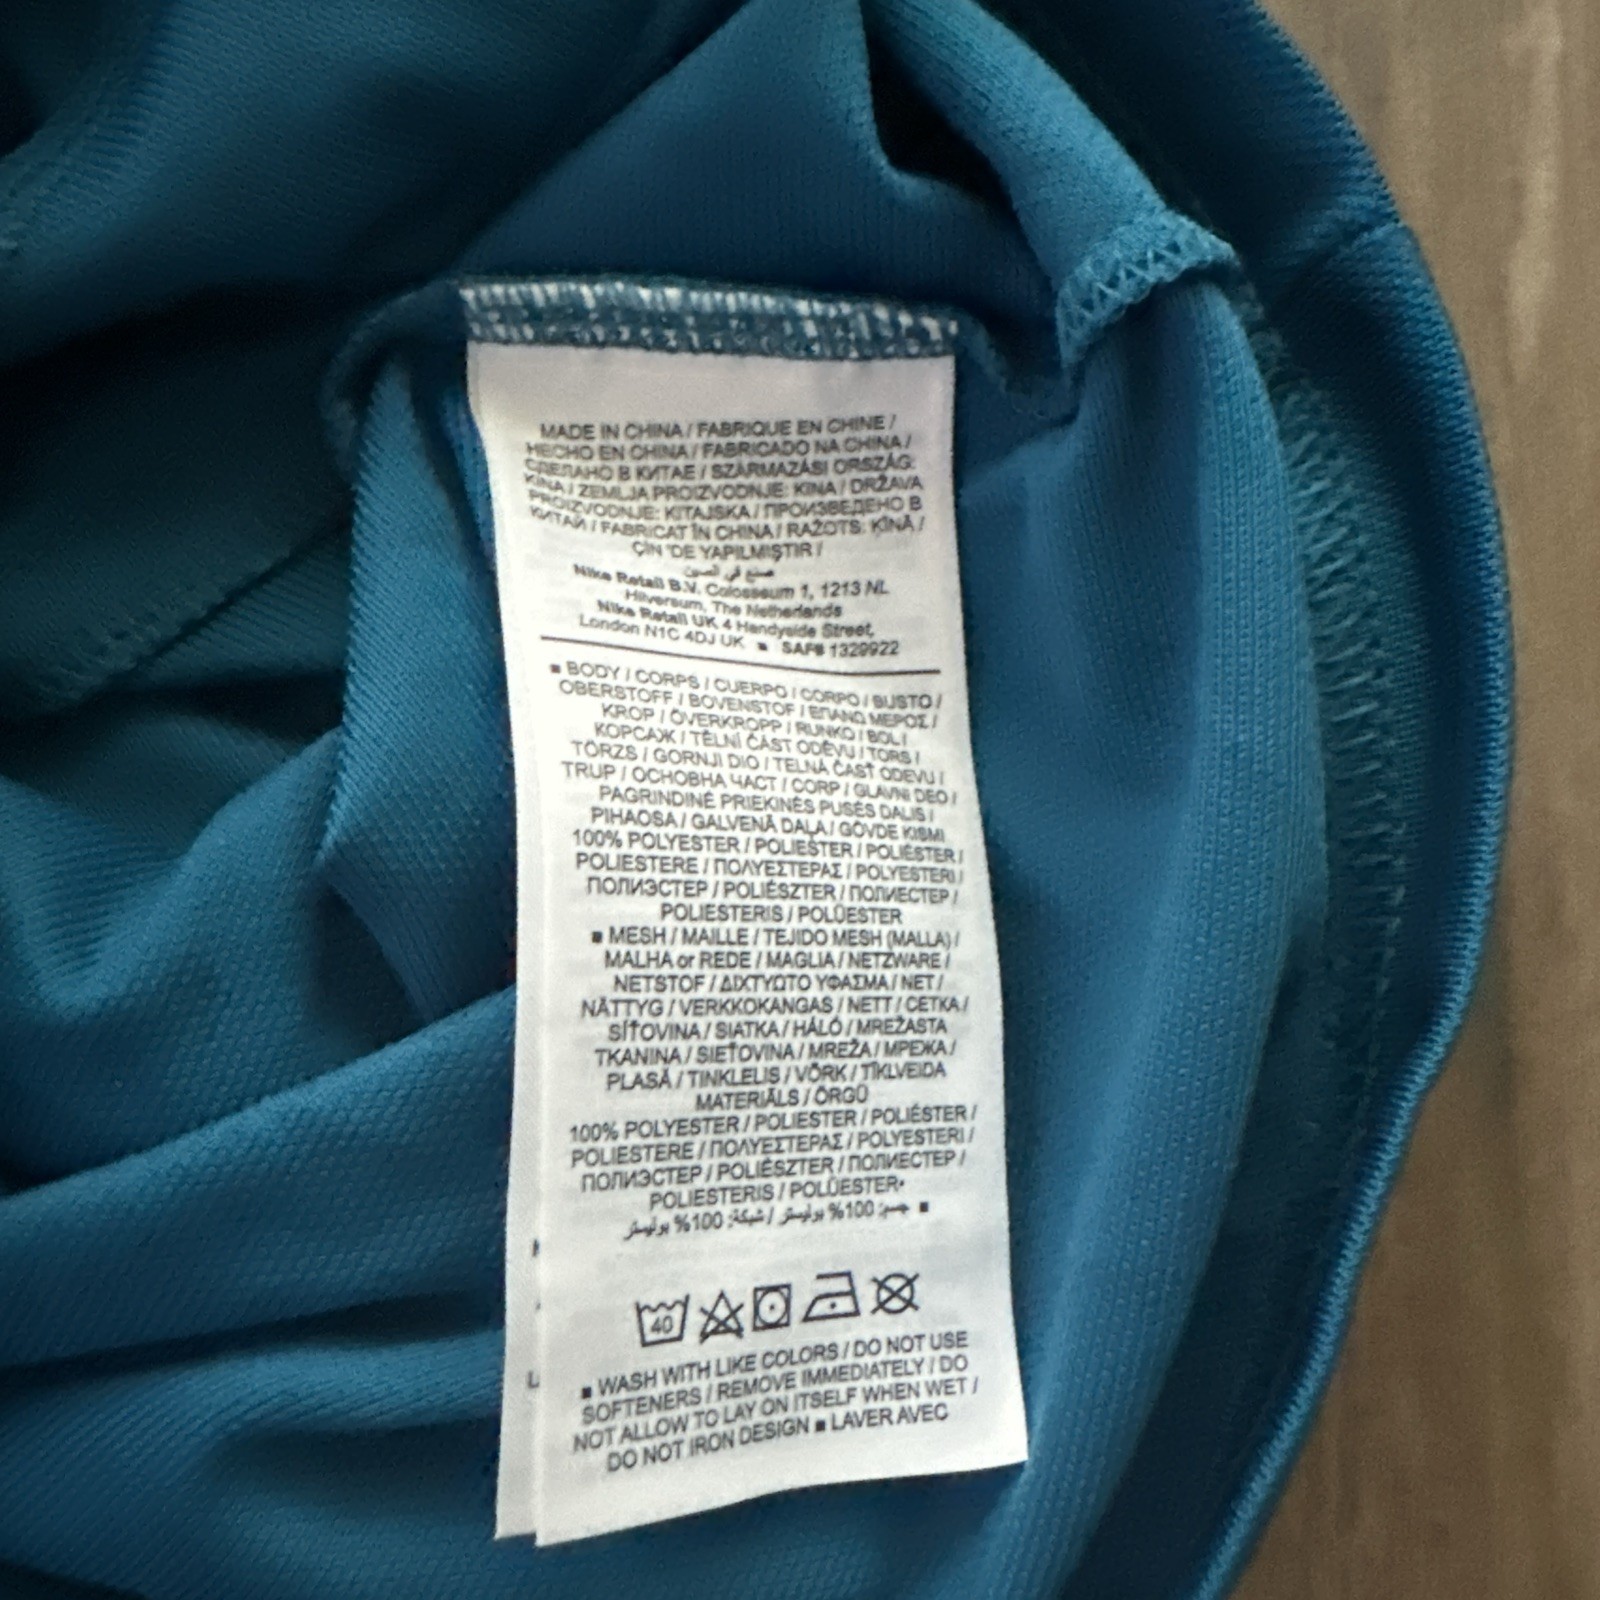 MADE IN CHINA / FABRIQUE EN CHINE /
HECHO EN CHINA / FABRICADO NA CHINA /
СДЕЛАНО В КИТАЕ / SZÁRMAZÁSI ORSZÁG:
KÍNA / ZEMLJA PROIZVODNJE: KINA / DRŽAVA
PROIZVODNJE: KITAJSKA / ПРОИЗВЕДЕНО В
КИТАЙ / FABRICAT ÎN CHINA / RAŽOTS: ĶĪNĀ /
ÇİN 'DE YAPILMIŞTIR /
صنع في الصين
Nike Retail B.V. Colosseum 1, 1213 NL
Hilversum, The Netherlands
Nike Retail UK 4 Handyside Street,
London N1C 4DJ UK ■ SAF# 1329922
■ BODY / CORPS / CUERPO / CORPO / BUSTO /
OBERSTOFF / BOVENSTOF / ΕΠΑΝΩ ΜΕΡΟΣ /
KROP / ÖVERKROPP / RUNKO / BOL /
КОРСАЖ / TĚLNÍ ČÁST ODĚVU / TORS /
TÖRZS / GORNJI DIO / TELNÁ ČASŤ ODEVU /
TRUP / ОСНОВНА ЧАСТ / CORP / GLAVNI DEO /
PAGRINDINĖ PRIEKINĖS PUSĖS DALIS /
PIHAOSA / GALVENĀ DAĻA / GÖVDE KISMI
100% POLYESTER / POLIESTER / POLIÉSTER /
POLIESTERE / ΠΟΛΥΕΣΤΕΡΑΣ / POLYESTERI /
ПОЛИЭСТЕР / POLIÉSZTER / ПОЛИЕСТЕР /
POLIESTERIS / POLÜESTER
■ MESH / MAILLE / TEJIDO MESH (MALLA) /
MALHA or REDE / MAGLIA / NETZWARE /
NETSTOF / ΔΙΧΤΥΩΤΟ ΥΦΑΣΜΑ / NET /
NÄTTYG / VERKKOKANGAS / NETT / СЕТКА /
SÍŤOVINA / SIATKA / HÁLÓ / MREŽASTA
TKANINA / SIEŤOVINA / MREŽA / МРЕЖА /
PLASĂ / TINKLELIS / VÕRK / TĪKLVEIDA
MATERIĀLS / ÖRGÜ
100% POLYESTER / POLIESTER / POLIÉSTER /
POLIESTERE / ΠΟΛΥΕΣΤΕΡΑΣ / POLYESTERI /
ПОЛИЭСТЕР / POLIÉSZTER / ПОЛИЕСТЕР /
POLIESTERIS / POLÜESTER•
■ جسم: 100% بوليستر / شبكة: 100% بوليستر
40
■ WASH WITH LIKE COLORS / DO NOT USE
SOFTENERS / REMOVE IMMEDIATELY / DO
NOT ALLOW TO LAY ON ITSELF WHEN WET /
DO NOT IRON DESIGN ■ LAVER AVEC